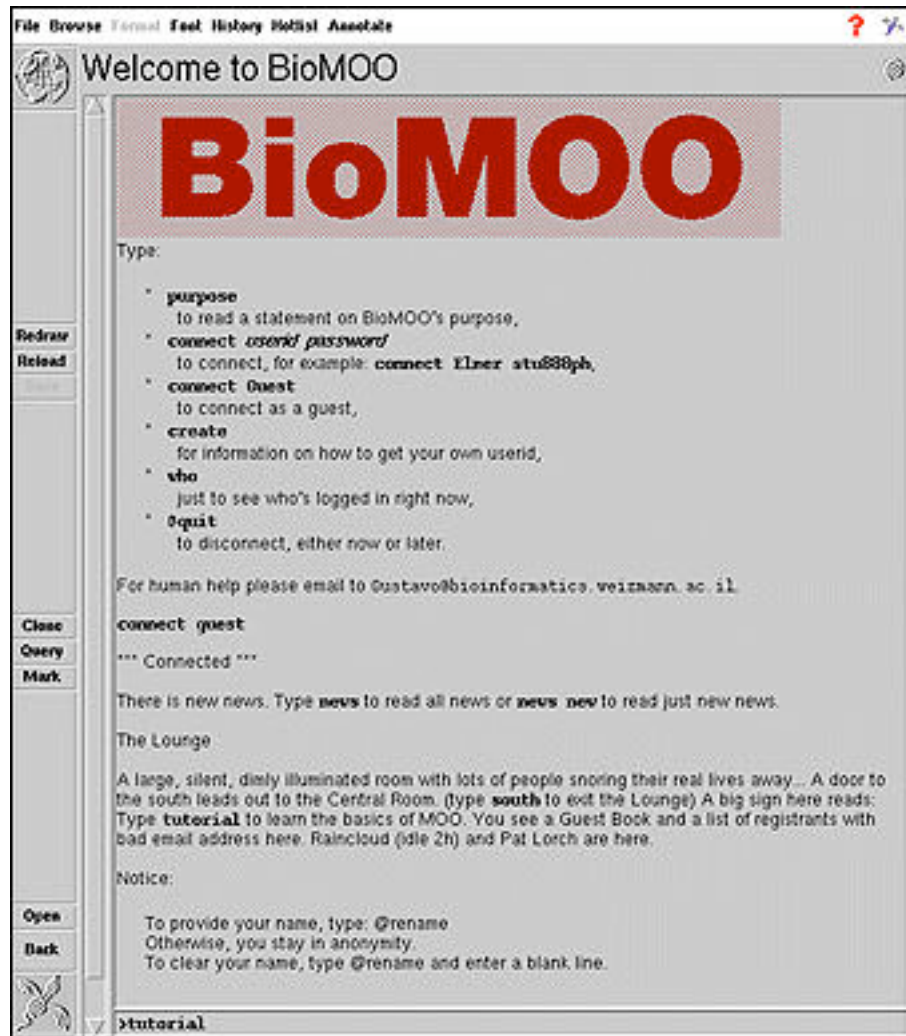 File Browse Format Font History Hotlist Annotate
?
Welcome to BioMOO
BioMOO
Type:
* purpose
to read a statement on BioMOO's purpose,
Redraw
* connect userid password
Reload
to connect, for example: connect Elmer stu888ph,
* connect Guest
to connect as a guest,
* create
for information on how to get your own userid,
* who
just to see who's logged in right now,
* @quit
to disconnect, either now or later.
For human help please email to Gustavo@bioinformatics.weizmann.ac.il.
Clone
connect guest
Query
*** Connected ***
Mark
There is new news. Type news to read all news or news new to read just new news.
The Lounge
A large, silent, dimly illuminated room with lots of people snoring their real lives away... A door to
the south leads out to the Central Room. (type south to exit the Lounge) A big sign here reads:
Type tutorial to learn the basics of MOO. You see a Guest Book and a list of registrants with
bad email address here. Raincloud (idle 2h) and Pat Lorch are here.
Notice:
Open
To provide your name, type: @rename
Back
Otherwise, you stay in anonymity.
To clear your name, type @rename and enter a blank line.
>tutorial